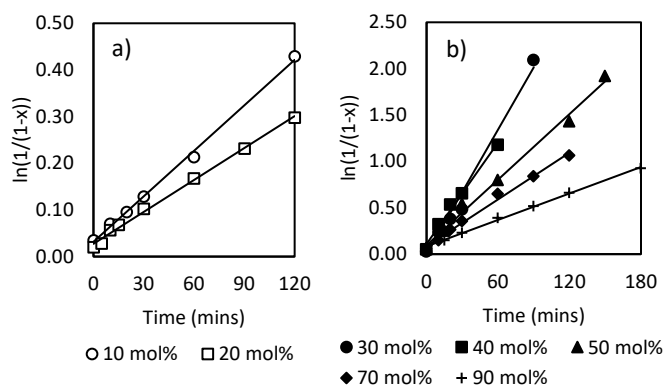 a)
ln(1/(1-x))
0.50
0.40
0.30
0.20
0.10
0.00
0 30 60 90 120
Time (mins)
10 mol% 20 mol%
b)
ln(1/(1-x))
2.50
2.00
1.50
1.00
0.50
0.00
0 60 120 180
Time (mins)
30 mol% 40 mol% 50 mol%
70 mol% 90 mol%